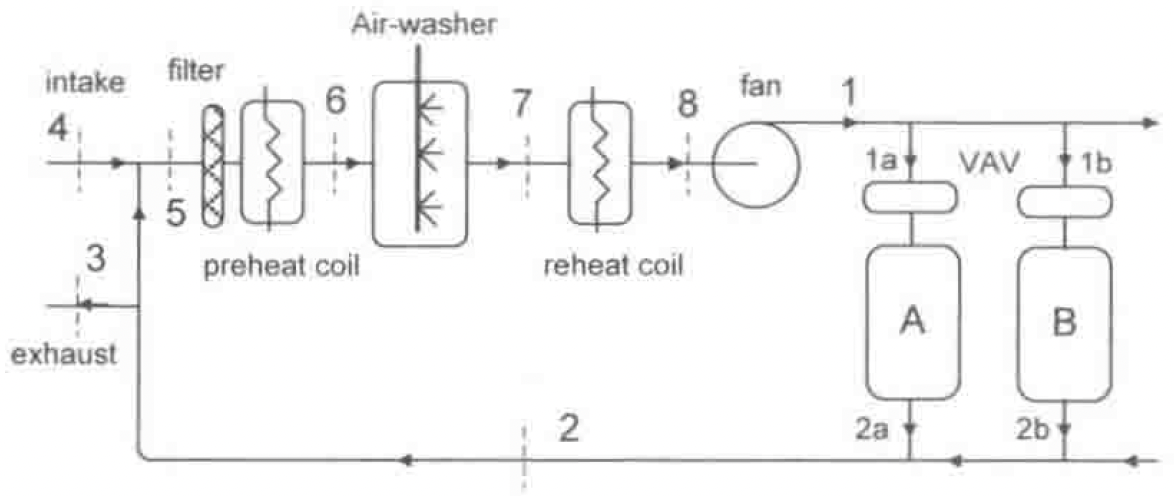 Air-washer
intake
filter
fan
4
6
7
8
1
1a
VAV
1b
5
preheat coil
reheat coil
3
A
B
exhaust
2
2a
2b